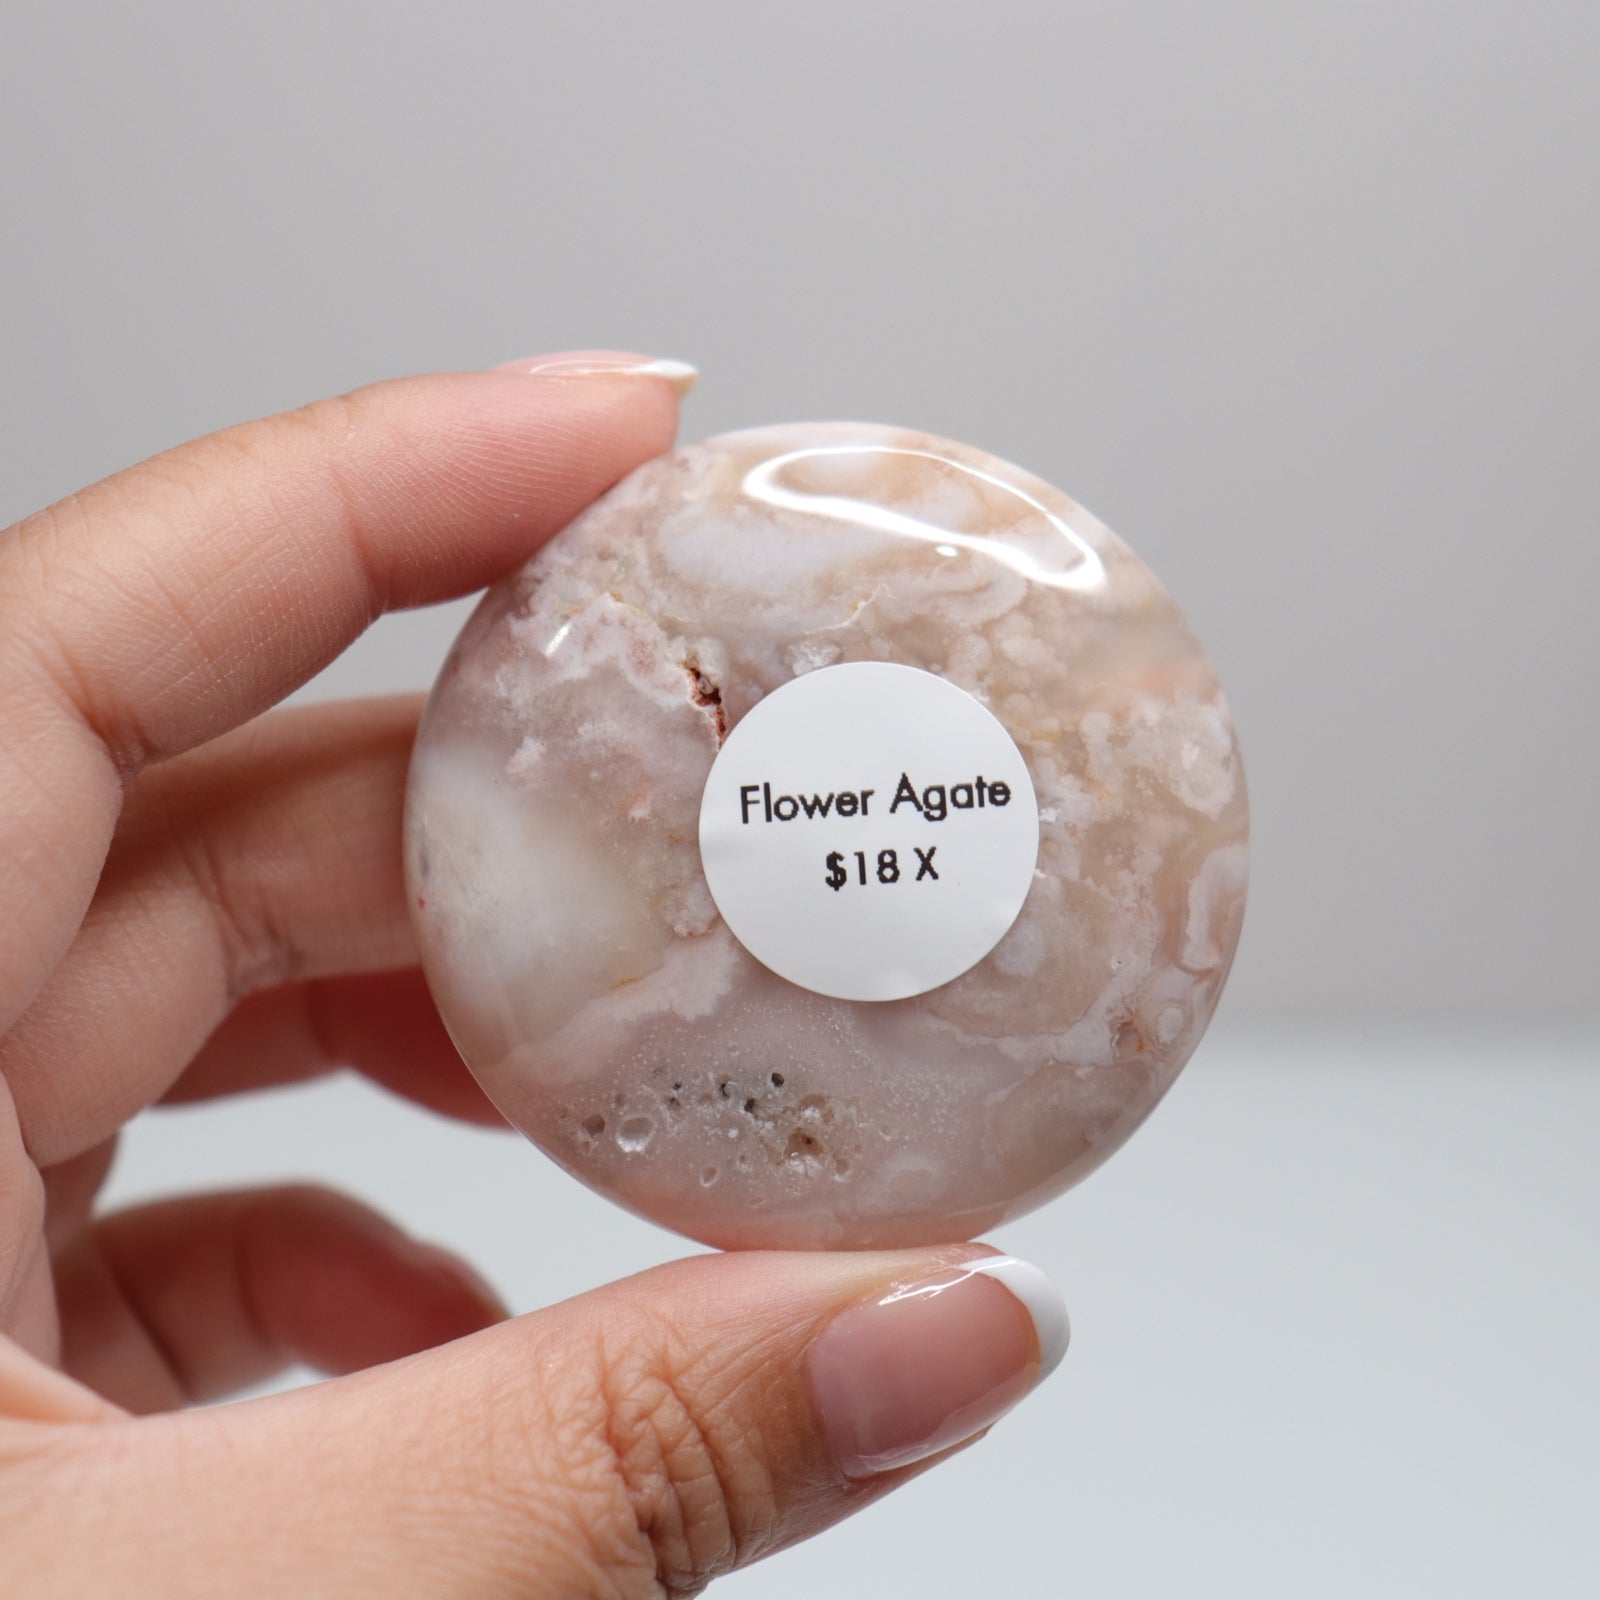 Flower Agate
$18 X